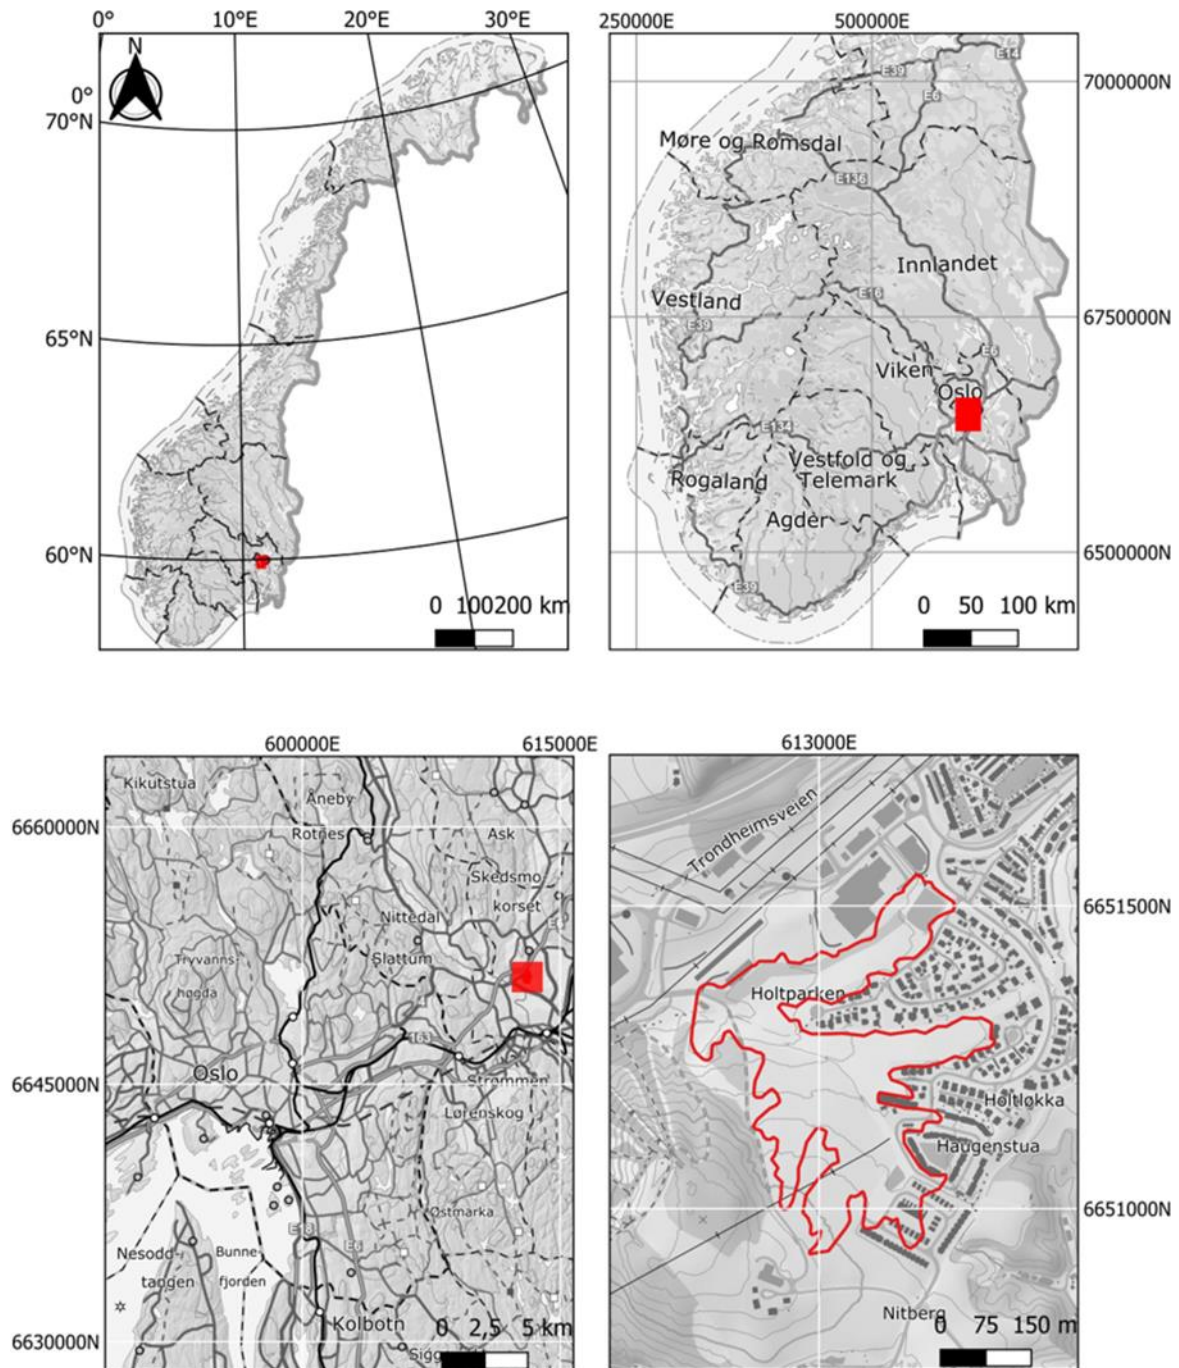 0° 10°E 20°E 30°E
N
0°
70°N
65°N
60°N
0 100 200 km
250000E 500000E
7000000N
6750000N
6500000N
E39
E14
E6
Møre og Romsdal
E136
Innlandet
Vestland
E16
E39
E6
Viken
Oslo
E134
Vestfold og
Telemark
Rogaland
Agder
E39
0 50 100 km
600000E 615000E
6660000N
6645000N
6630000N
Kikutstua
Åneby
Rotnes
Ask
Skedsmo
korset
Nittedal
Slattum
Tryvanns-
høgda
Oslo
Strømmen
Lørenskog
Østmarka
E18
E6
Nesodd-
tangen
Bunne-
fjorden
Kolbotn
0 2,5 5 km
613000E
6651500N
6651000N
Trondheimsveien
Holtparken
Holtløkka
Haugenstua
Nitberg
0 75 150 m